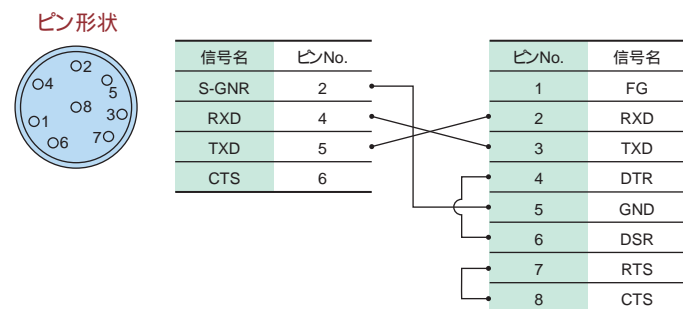 ピン形状
O2
O4
O
5
O8
3O
O1
7O
O6
信号名 ピンNo.
S-GNR 2
RXD 4
TXD 5
CTS 6
ピンNo. 信号名
1 FG
2 RXD
3 TXD
4 DTR
5 GND
6 DSR
7 RTS
8 CTS